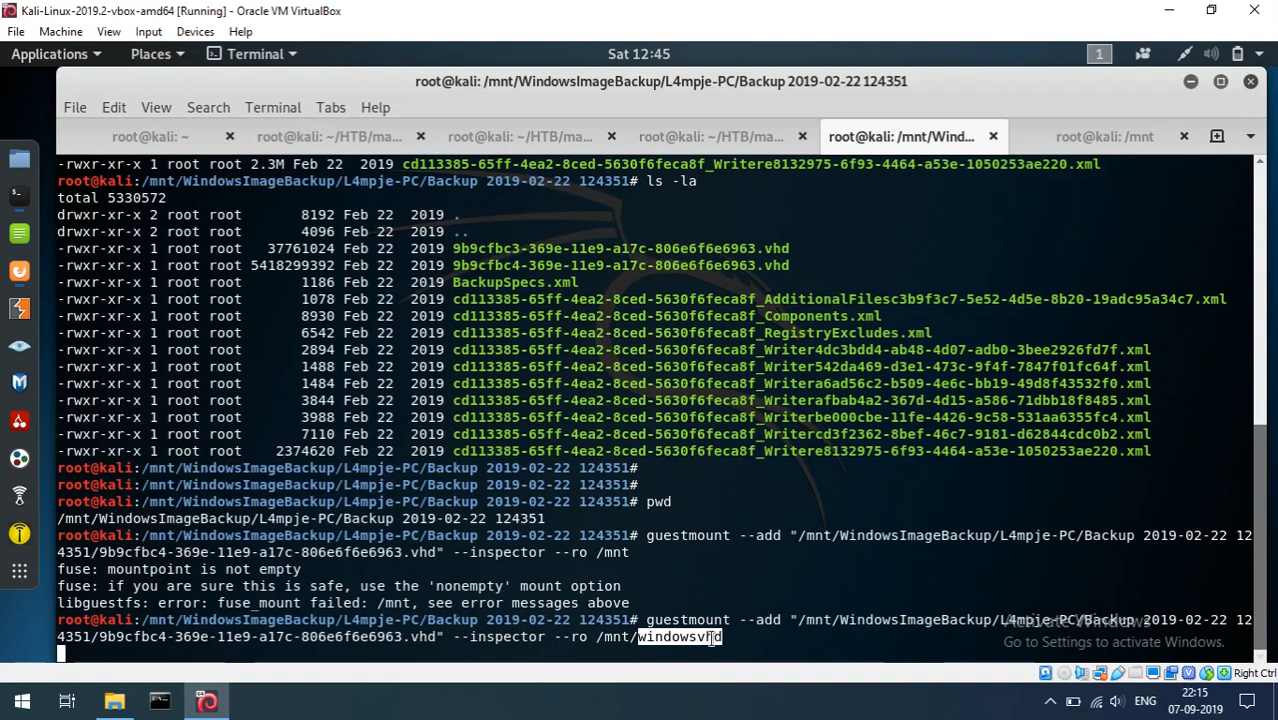 Kali-Linux-2019.2-vbox-amd64 [Running] - Oracle VM VirtualBox
File Machine View Input Devices Help
Applications Places Terminal Sat 12:45 1
root@kali: /mnt/WindowsImageBackup/L4mpje-PC/Backup 2019-02-22 124351
File Edit View Search Terminal Tabs Help
root@kali: ~ root@kali: ~/HTB/ma... root@kali: ~/HTB/ma... root@kali: ~/HTB/ma... root@kali: /mnt/Wind... root@kali: /mnt
-rwxr-xr-x 1 root root 2.3M Feb 22 2019 cd113385-65ff-4ea2-8ced-5630f6feca8f_Writere8132975-6f93-4464-a53e-1050253ae220.xml
root@kali:/mnt/WindowsImageBackup/L4mpje-PC/Backup 2019-02-22 124351# ls -la
total 5330572
drwxr-xr-x 2 root root 8192 Feb 22 2019 .
drwxr-xr-x 2 root root 4096 Feb 22 2019 ..
-rwxr-xr-x 1 root root 37761024 Feb 22 2019 9b9cfbc3-369e-11e9-a17c-806e6f6e6963.vhd
-rwxr-xr-x 1 root root 5418299392 Feb 22 2019 9b9cfbc4-369e-11e9-a17c-806e6f6e6963.vhd
-rwxr-xr-x 1 root root 1186 Feb 22 2019 BackupSpecs.xml
-rwxr-xr-x 1 root root 1078 Feb 22 2019 cd113385-65ff-4ea2-8ced-5630f6feca8f_AdditionalFilesc3b9f3c7-5e52-4d5e-8b20-19adc95a34c7.xml
-rwxr-xr-x 1 root root 8930 Feb 22 2019 cd113385-65ff-4ea2-8ced-5630f6feca8f_Components.xml
-rwxr-xr-x 1 root root 6542 Feb 22 2019 cd113385-65ff-4ea2-8ced-5630f6feca8f_RegistryExcludes.xml
-rwxr-xr-x 1 root root 2894 Feb 22 2019 cd113385-65ff-4ea2-8ced-5630f6feca8f_Writer4dc3bdd4-ab48-4d07-adb0-3bee2926fd7f.xml
-rwxr-xr-x 1 root root 1488 Feb 22 2019 cd113385-65ff-4ea2-8ced-5630f6feca8f_Writer542da469-d3e1-473c-9f4f-7847f01fc64f.xml
-rwxr-xr-x 1 root root 1484 Feb 22 2019 cd113385-65ff-4ea2-8ced-5630f6feca8f_Writera6ad56c2-b509-4e6c-bb19-49d8f43532f0.xml
-rwxr-xr-x 1 root root 3844 Feb 22 2019 cd113385-65ff-4ea2-8ced-5630f6feca8f_Writerafbab4a2-367d-4d15-a586-71dbb18f8485.xml
-rwxr-xr-x 1 root root 3988 Feb 22 2019 cd113385-65ff-4ea2-8ced-5630f6feca8f_Writerbe000cbe-11fe-4426-9c58-531aa6355fc4.xml
-rwxr-xr-x 1 root root 7110 Feb 22 2019 cd113385-65ff-4ea2-8ced-5630f6feca8f_Writercd3f2362-8bef-46c7-9181-d62844cdc0b2.xml
-rwxr-xr-x 1 root root 2374620 Feb 22 2019 cd113385-65ff-4ea2-8ced-5630f6feca8f_Writere8132975-6f93-4464-a53e-1050253ae220.xml
root@kali:/mnt/WindowsImageBackup/L4mpje-PC/Backup 2019-02-22 124351#
root@kali:/mnt/WindowsImageBackup/L4mpje-PC/Backup 2019-02-22 124351#
root@kali:/mnt/WindowsImageBackup/L4mpje-PC/Backup 2019-02-22 124351# pwd
/mnt/WindowsImageBackup/L4mpje-PC/Backup 2019-02-22 124351
root@kali:/mnt/WindowsImageBackup/L4mpje-PC/Backup 2019-02-22 124351# guestmount --add "/mnt/WindowsImageBackup/L4mpje-PC/Backup 2019-02-22 12
4351/9b9cfbc4-369e-11e9-a17c-806e6f6e6963.vhd" --inspector --ro /mnt
fuse: mountpoint is not empty
fuse: if you are sure this is safe, use the 'nonempty' mount option
libguestfs: error: fuse_mount failed: /mnt, see error messages above
root@kali:/mnt/WindowsImageBackup/L4mpje-PC/Backup 2019-02-22 124351# guestmount --add "/mnt/WindowsImageBackup/L4mpje-PC/Backup 2019-02-22 12
4351/9b9cfbc4-369e-11e9-a17c-806e6f6e6963.vhd" --inspector --ro /mnt/windowsvhd
Activate Windows
Go to Settings to activate Windows.
Right Ctrl
ENG
22:15
07-09-2019